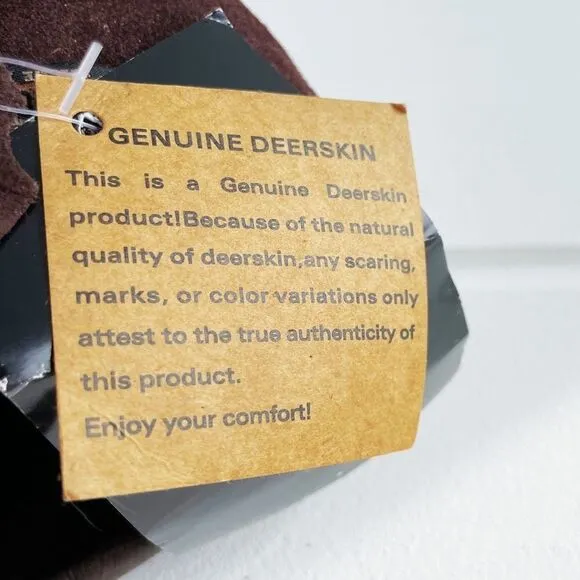 GENUINE DEERSKIN
This is a Genuine Deerskin
product!Because of the natural
quality of deerskin,any scaring,
marks, or color variations only
attest to the true authenticity of
this product.
Enjoy your comfort!